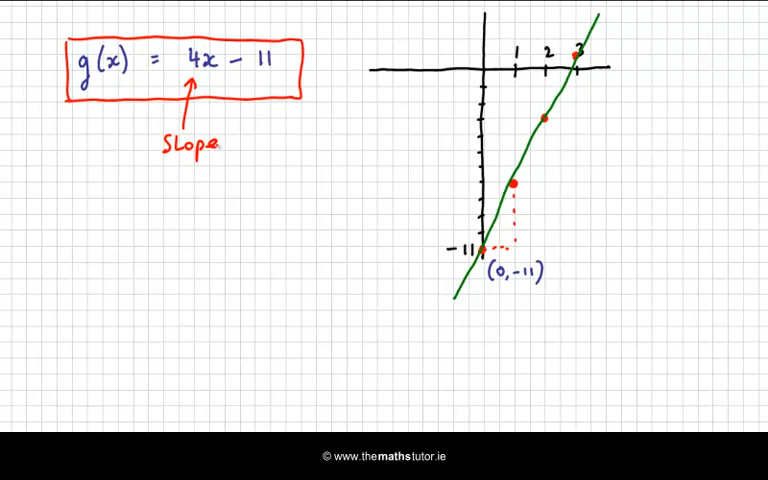 g(x) = 4x - 11
Slope
1 2 3
-11
(0, -11)
© www.themathstutor.ie